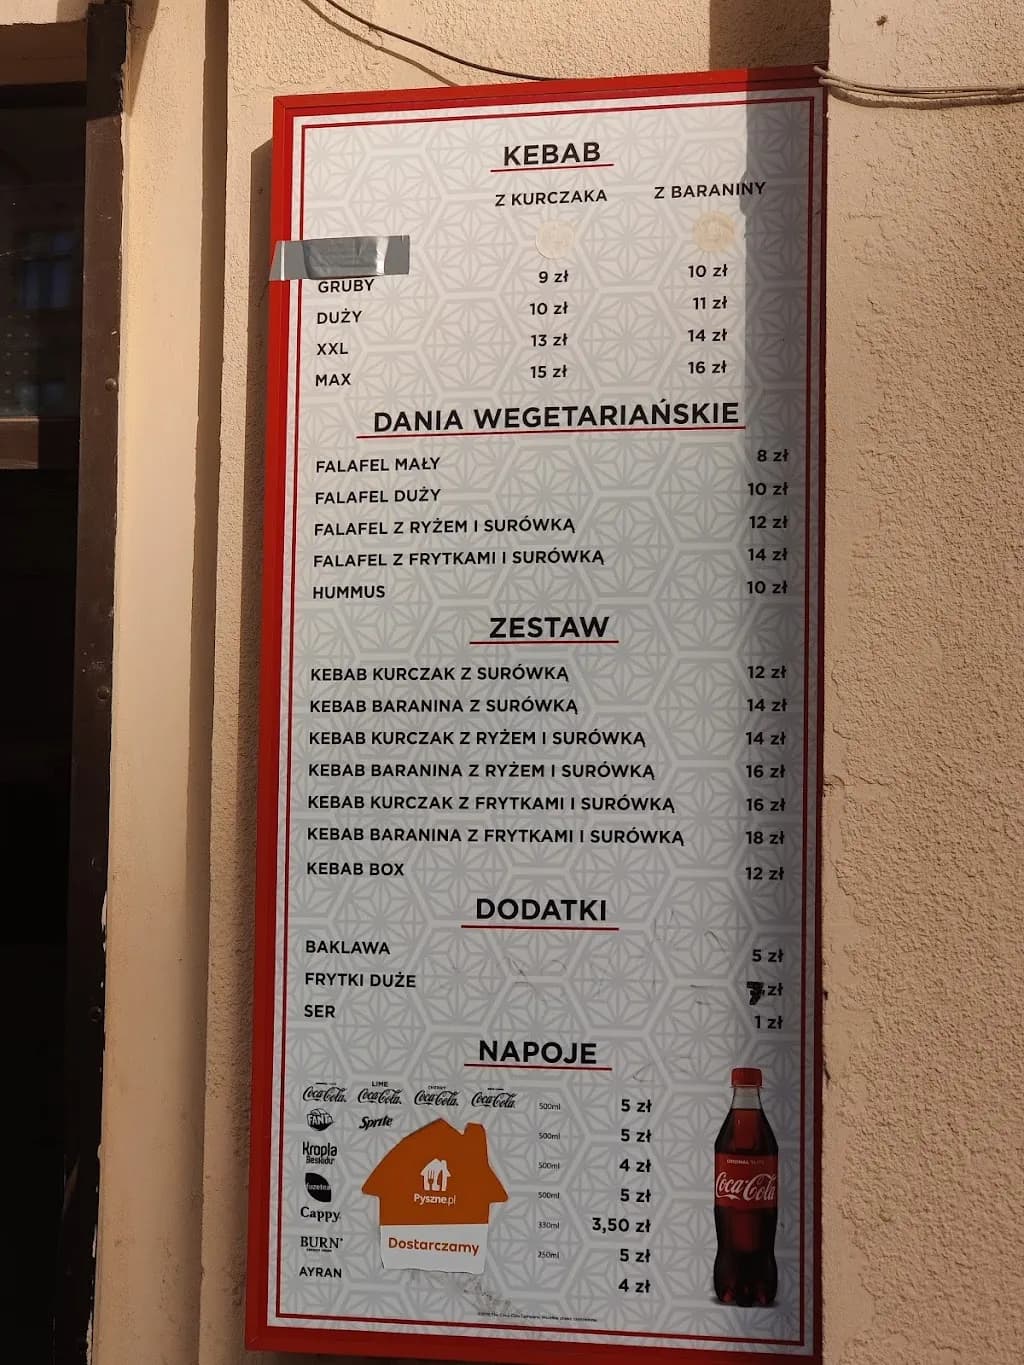 KEBAB
Z KURCZAKA Z BARANINY
GRUBY 9 zł 10 zł
DUŻY 10 zł 11 zł
XXL 13 zł 14 zł
MAX 15 zł 16 zł
DANIA WEGETARIAŃSKIE
FALAFEL MAŁY 8 zł
FALAFEL DUŻY 10 zł
FALAFEL Z RYŻEM I SURÓWKĄ 12 zł
FALAFEL Z FRYTKAMI I SURÓWKĄ 14 zł
HUMMUS 10 zł
ZESTAW
KEBAB KURCZAK Z SURÓWKĄ 12 zł
KEBAB BARANINA Z SURÓWKĄ 14 zł
KEBAB KURCZAK Z RYŻEM I SURÓWKĄ 14 zł
KEBAB BARANINA Z RYŻEM I SURÓWKĄ 16 zł
KEBAB KURCZAK Z FRYTKAMI I SURÓWKĄ 16 zł
KEBAB BARANINA Z FRYTKAMI I SURÓWKĄ 18 zł
KEBAB BOX 12 zł
DODATKI
BAKLAWA 5 zł
FRYTKI DUŻE 7 zł
SER 1 zł
NAPOJE
LIME CHERRY
Coca-Cola. Coca-Cola. Coca-Cola. Coca-Cola. 500ml 5 zł
FANTA Sprite 500ml 5 zł
Kropla Beskidu 500ml 4 zł
fuzetea 500ml 5 zł
Cappy. 330ml 3,50 zł
BURN 250ml 5 zł
AYRAN 4 zł
Pyszne.pl
Dostarczamy
ORIGINAL TASTE
Coca-Cola